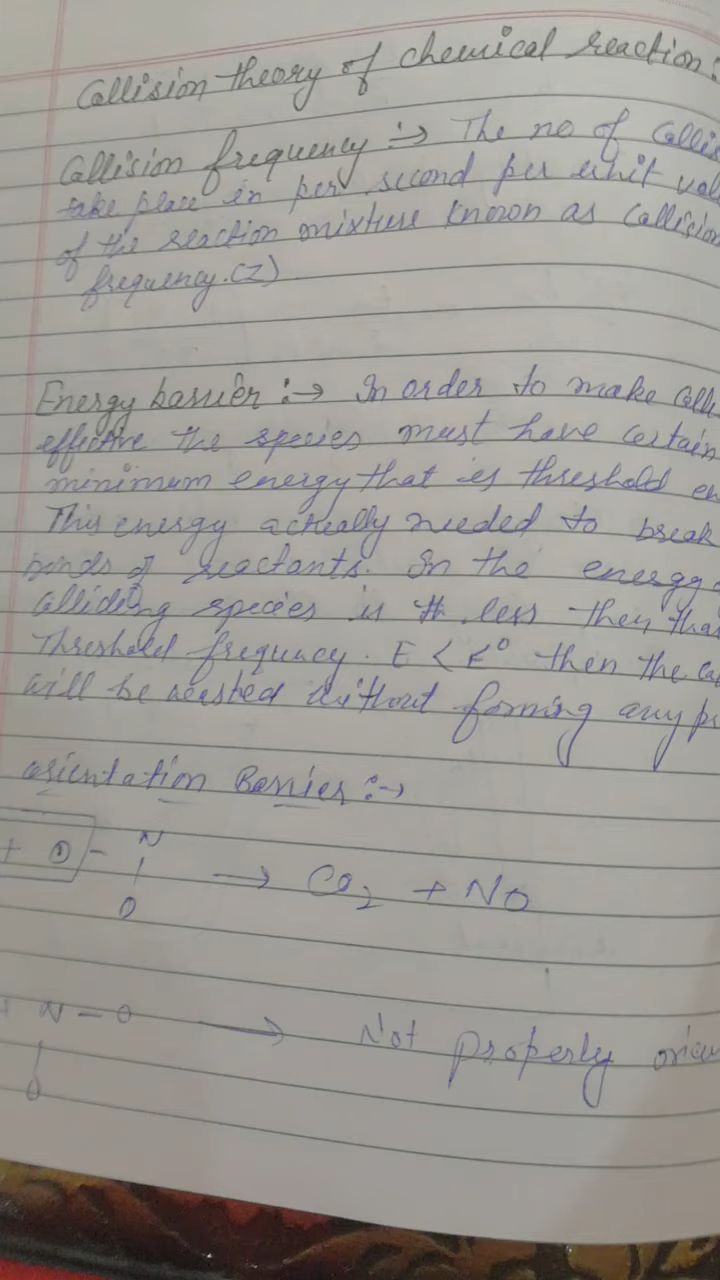 Collision theory of chemical reaction:
Collision frequency :→ The no of Collis
take place in per second per unit vol
of the reaction mixture known as Collision
frequency.(Z)
Energy barrier :→ In order to make Colli
effective the species must have certain
minimum energy that is threshold en
This energy actually needed to break
bonds of reactants. In the energy
Colliding species is less then tha
Threshold frequncy. E < E° then the
will be wasted without forming any p
orientation Barrier :→
+ O - N
O
→ CO2 + NO
+ N - O
O
→ Not properly orien